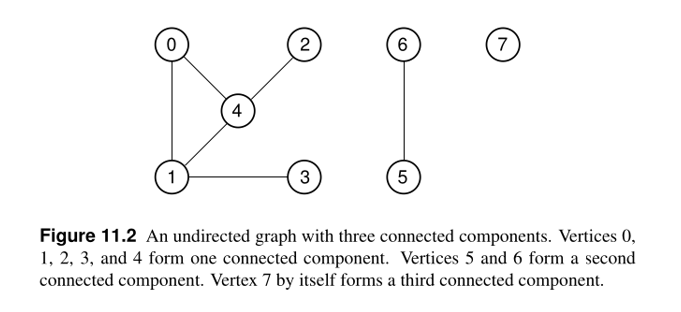 0 2 6 7
4
1 3 5
Figure 11.2 An undirected graph with three connected components. Vertices 0,
1, 2, 3, and 4 form one connected component. Vertices 5 and 6 form a second
connected component. Vertex 7 by itself forms a third connected component.